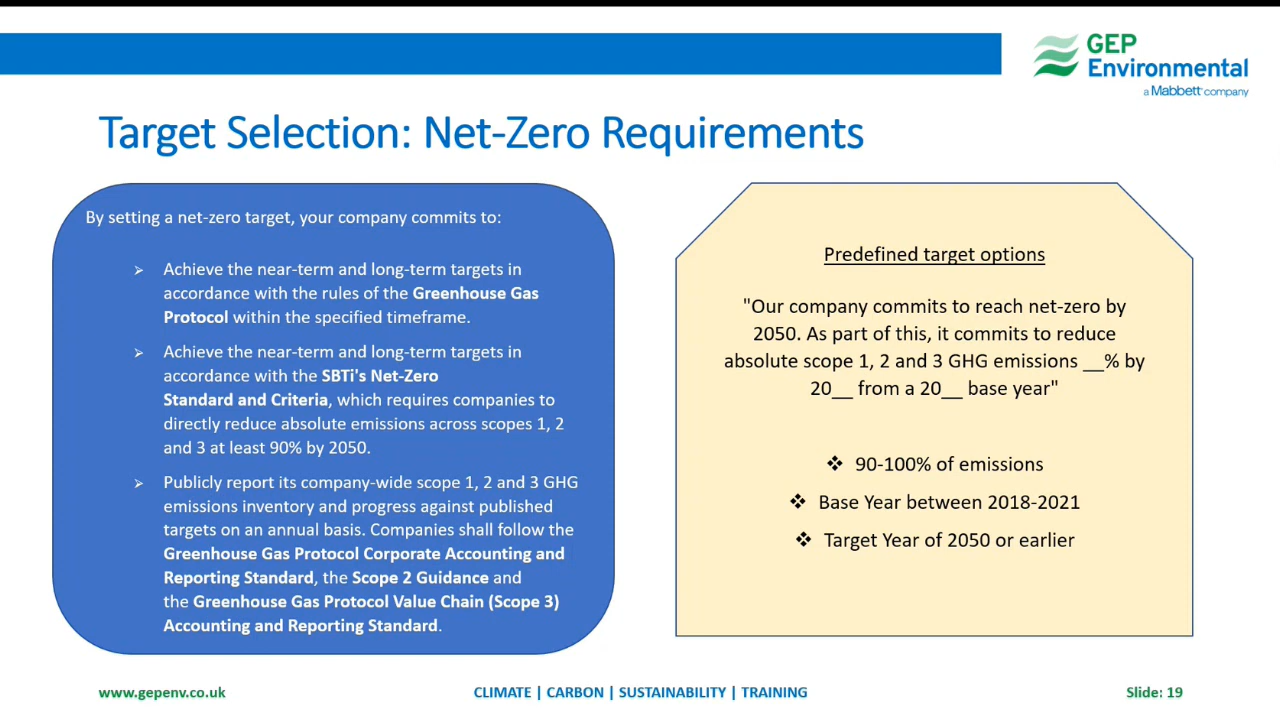 GEP
Environmental
a Mabbett company
Target Selection: Net-Zero Requirements
By setting a net-zero target, your company commits to:
➢ Achieve the near-term and long-term targets in
accordance with the rules of the Greenhouse Gas
Protocol within the specified timeframe.
➢ Achieve the near-term and long-term targets in
accordance with the SBTi's Net-Zero
Standard and Criteria, which requires companies to
directly reduce absolute emissions across scopes 1, 2
and 3 at least 90% by 2050.
➢ Publicly report its company-wide scope 1, 2 and 3 GHG
emissions inventory and progress against published
targets on an annual basis. Companies shall follow the
Greenhouse Gas Protocol Corporate Accounting and
Reporting Standard, the Scope 2 Guidance and
the Greenhouse Gas Protocol Value Chain (Scope 3)
Accounting and Reporting Standard.
Predefined target options
"Our company commits to reach net-zero by
2050. As part of this, it commits to reduce
absolute scope 1, 2 and 3 GHG emissions __% by
20__ from a 20__ base year"
❖ 90-100% of emissions
❖ Base Year between 2018-2021
❖ Target Year of 2050 or earlier
www.gepenv.co.uk
CLIMATE | CARBON | SUSTAINABILITY | TRAINING
Slide: 19